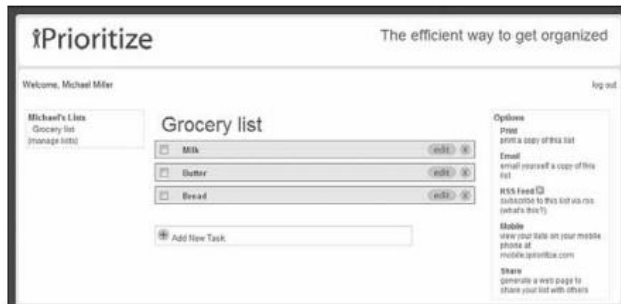 iPrioritize
The efficient way to get organized
Welcome, Michael Miller
log out
Michael's Lists
Grocery list
(manage lists)
Grocery list
Milk
edit
x
Butter
edit
x
Bread
edit
x
Add New Task
Options
Print
print a copy of this list
Email
email yourself a copy of this
list
RSS Feed
subscribe to this list via rss
(what's this?)
Mobile
view your lists on your mobile
phone at
mobile.iprioritize.com
Share
generate a web page to
share your list with others